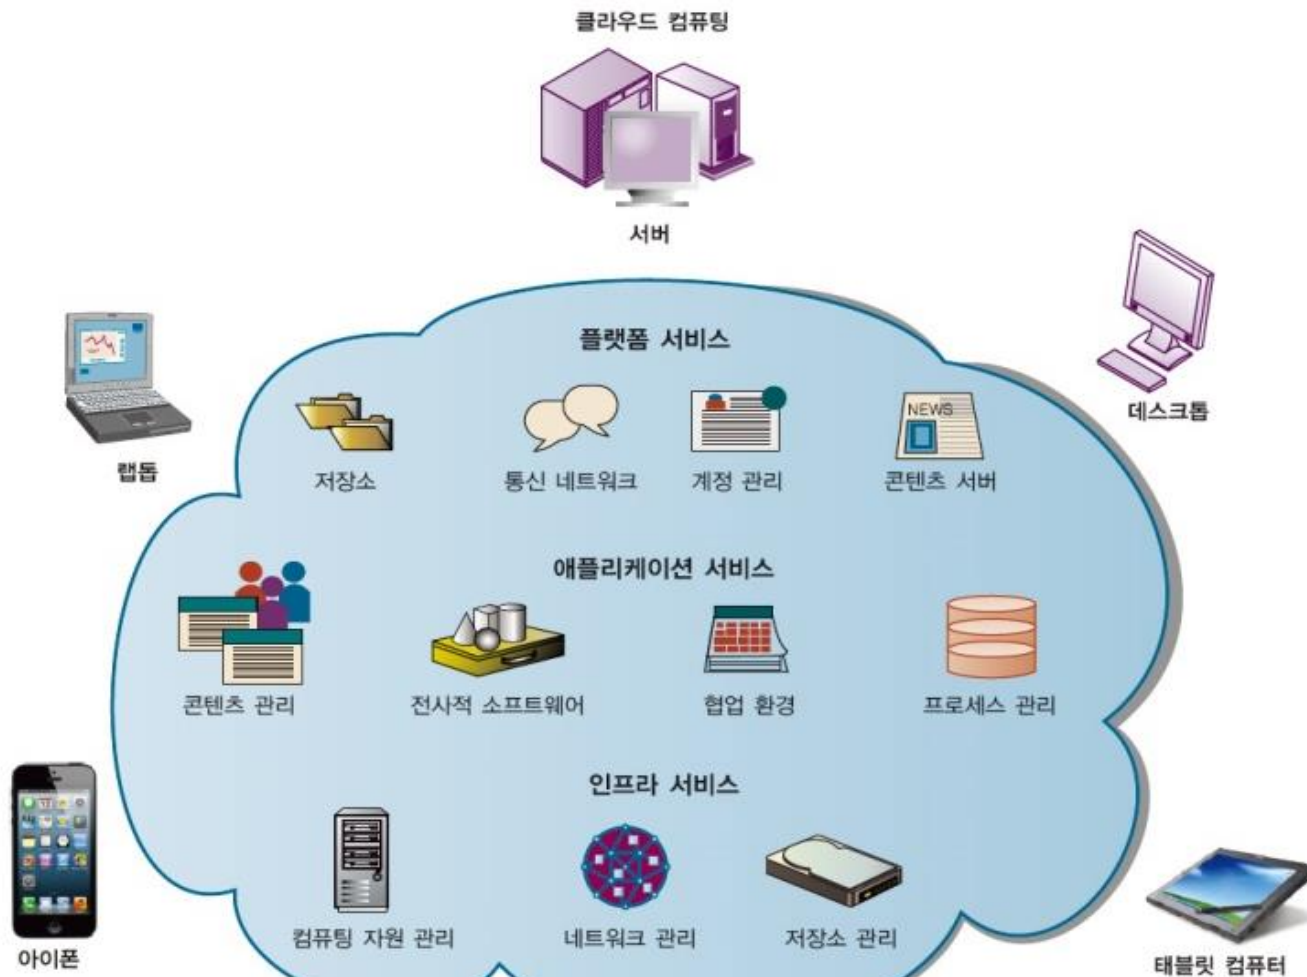 클라우드 컴퓨팅
서버
플랫폼 서비스
랩톱
데스크톱
저장소
통신 네트워크
계정 관리
NEWS
콘텐츠 서버
애플리케이션 서비스
콘텐츠 관리
전사적 소프트웨어
협업 환경
프로세스 관리
인프라 서비스
아이폰
컴퓨팅 자원 관리
네트워크 관리
저장소 관리
태블릿 컴퓨터